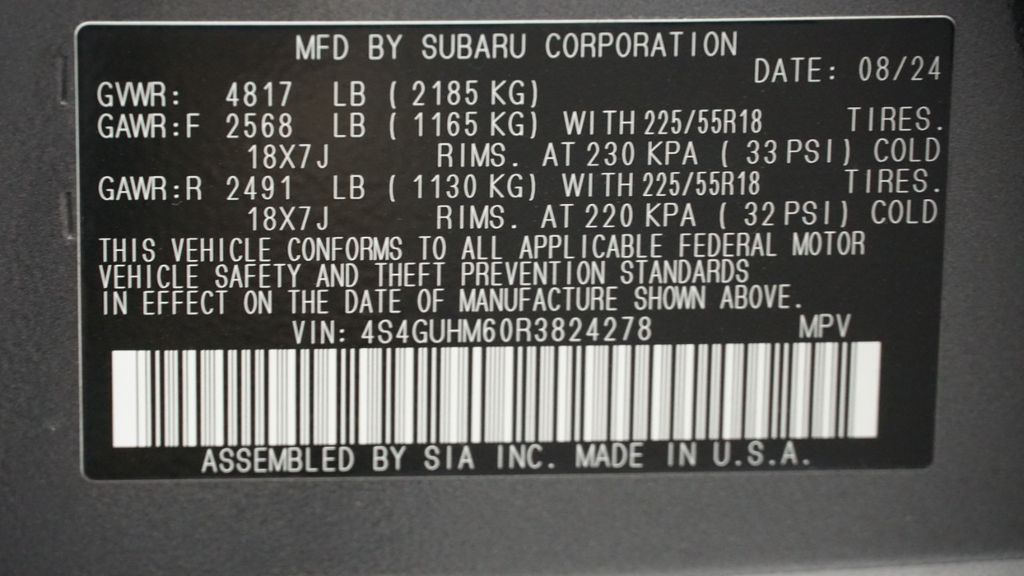 MFD BY SUBARU CORPORATION
DATE: 08/24
GVWR: 4817 LB (2185 KG)
GAWR:F 2568 LB (1165 KG) WITH 225/55R18 TIRES.
18X7J RIMS. AT 230 KPA (33 PSI) COLD
GAWR:R 2491 LB (1130 KG) WITH 225/55R18 TIRES.
18X7J RIMS. AT 220 KPA (32 PSI) COLD
THIS VEHICLE CONFORMS TO ALL APPLICABLE FEDERAL MOTOR
VEHICLE SAFETY AND THEFT PREVENTION STANDARDS
IN EFFECT ON THE DATE OF MANUFACTURE SHOWN ABOVE.
VIN: 4S4GUHM60R3824278 MPV
ASSEMBLED BY SIA INC. MADE IN U.S.A.